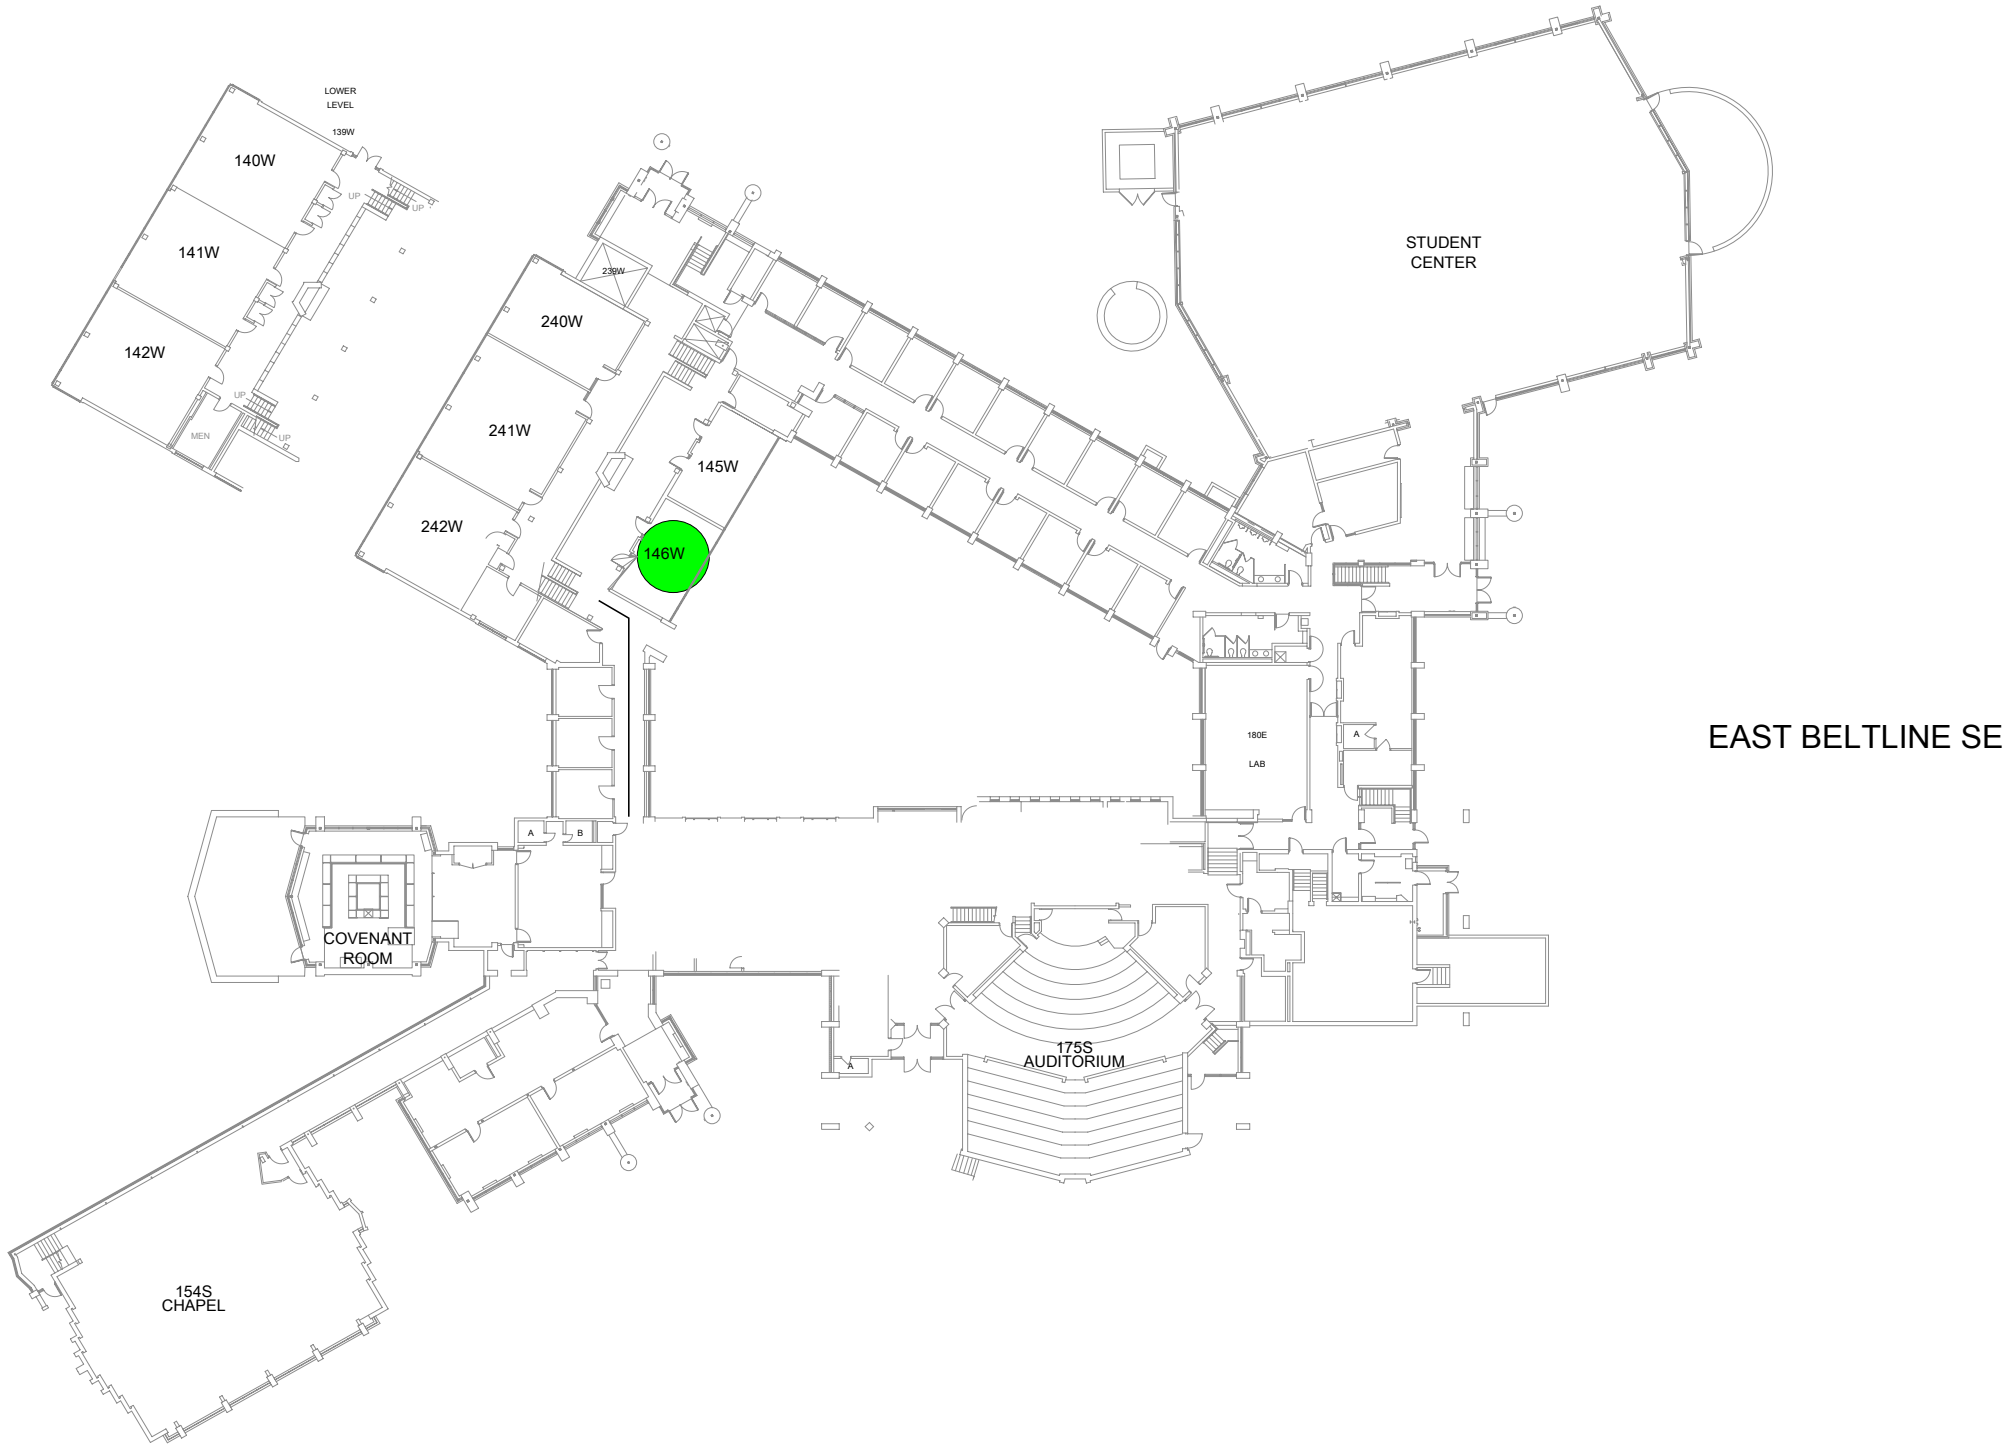 LOWER
LEVEL
139W
140W
UP
UP
141W
142W
UP
MEN
UP
239W
240W
241W
242W
145W
146W
STUDENT
CENTER
180E
LAB
A
EAST BELTLINE SE
A
B
COVENANT
ROOM
175S
AUDITORIUM
A
154S
CHAPEL